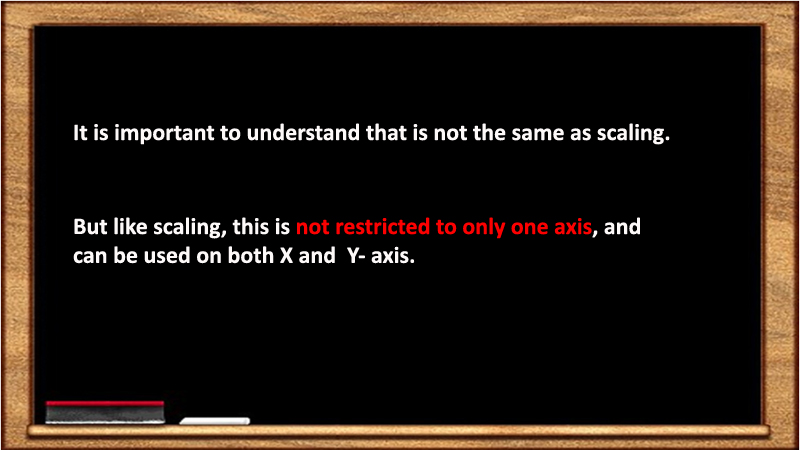 It is important to understand that is not the same as scaling.
But like scaling, this is not restricted to only one axis, and
can be used on both X and  Y- axis.